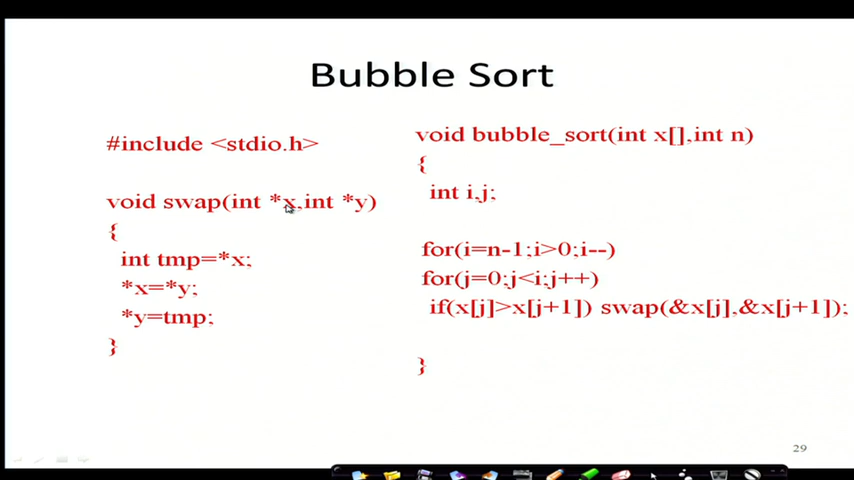 Bubble Sort
#include <stdio.h>
void swap(int *x,int *y)
{
int tmp=*x;
*x=*y;
*y=tmp;
}
void bubble_sort(int x[],int n)
{
int i,j;
for(i=n-1;i>0;i--)
for(j=0;j<i;j++)
if(x[j]>x[j+1]) swap(&x[j],&x[j+1]);
}
29